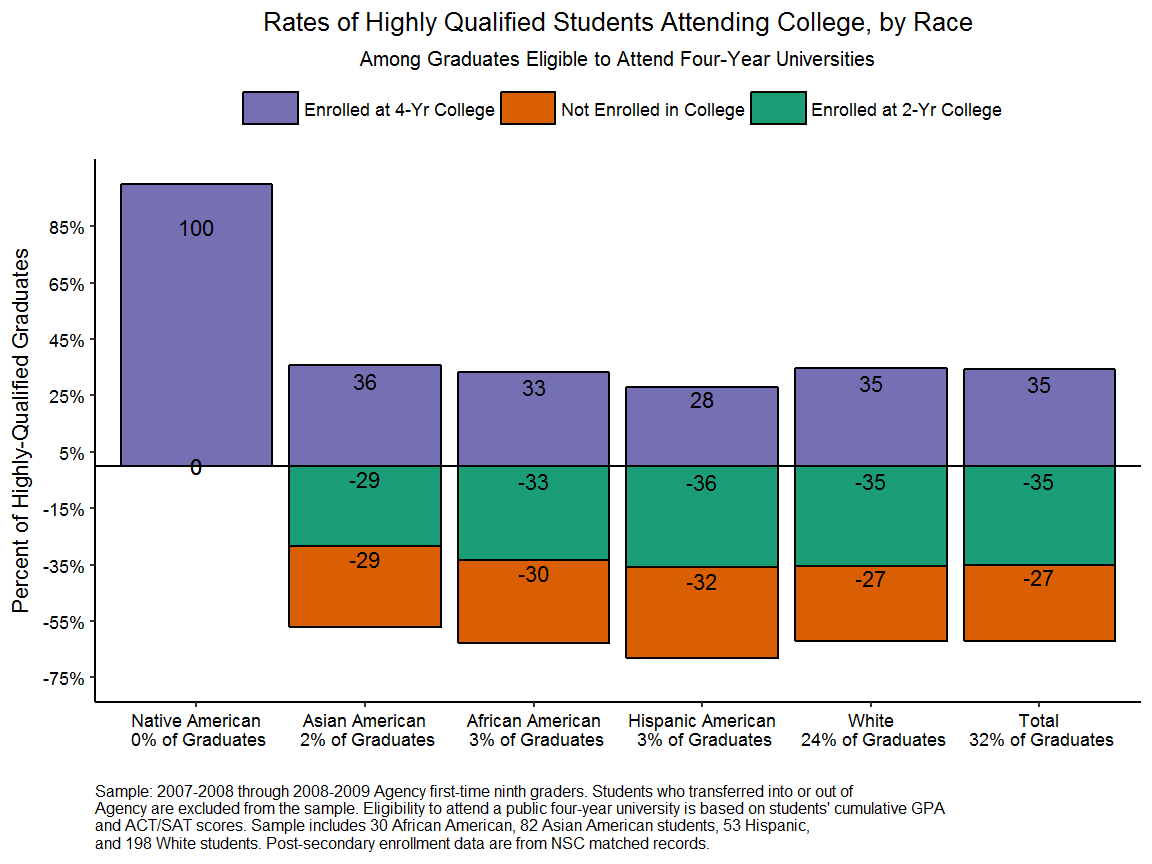 Rates of Highly Qualified Students Attending College, by Race
Among Graduates Eligible to Attend Four-Year Universities
Enrolled at 4-Yr College Not Enrolled in College Enrolled at 2-Yr College
Percent of Highly-Qualified Graduates
85%
65%
45%
25%
5%
-15%
-35%
-55%
-75%
100
36 33 28 35 35
0
-29 -33 -36 -35 -35
-29 -30 -32 -27 -27
Native American Asian American African American Hispanic American White Total
0% of Graduates 2% of Graduates 3% of Graduates 3% of Graduates 24% of Graduates 32% of Graduates
Sample: 2007-2008 through 2008-2009 Agency first-time ninth graders. Students who transferred into or out of
Agency are excluded from the sample. Eligibility to attend a public four-year university is based on students' cumulative GPA
and ACT/SAT scores. Sample includes 30 African American, 82 Asian American students, 53 Hispanic,
and 198 White students. Post-secondary enrollment data are from NSC matched records.